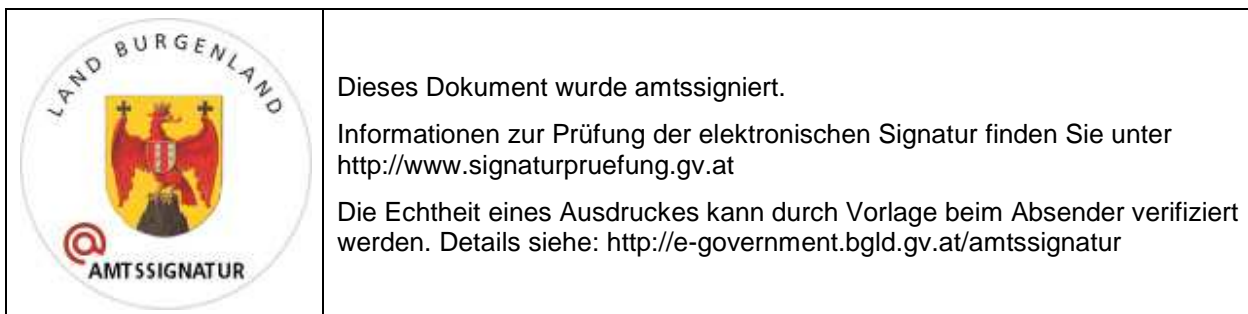 LAND BURGENLAND
@
AMTSSIGNATUR
Dieses Dokument wurde amtssigniert.
Informationen zur Prüfung der elektronischen Signatur finden Sie unter
http://www.signaturpruefung.gv.at
Die Echtheit eines Ausdruckes kann durch Vorlage beim Absender verifiziert
werden. Details siehe: http://e-government.bgld.gv.at/amtssignatur